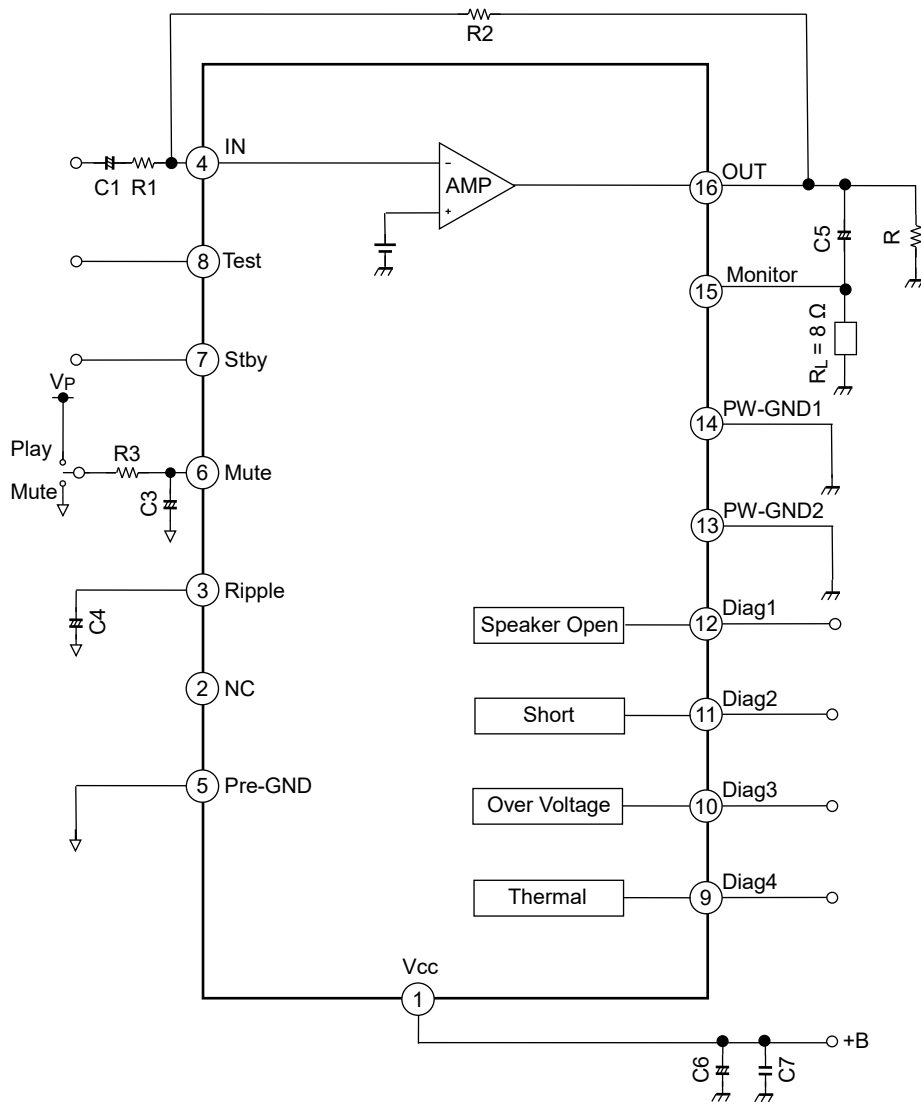 R2
4
IN
C1
R1
AMP
−
+
16
OUT
C5
R
8
Test
15
Monitor
RL = 8 Ω
7
Stby
VP
Play
Mute
R3
C3
6
Mute
14
PW-GND1
13
PW-GND2
C4
3
Ripple
Speaker Open
12
Diag1
2
NC
Short
11
Diag2
5
Pre-GND
Over Voltage
10
Diag3
Thermal
9
Diag4
Vcc
1
+B
C6
C7